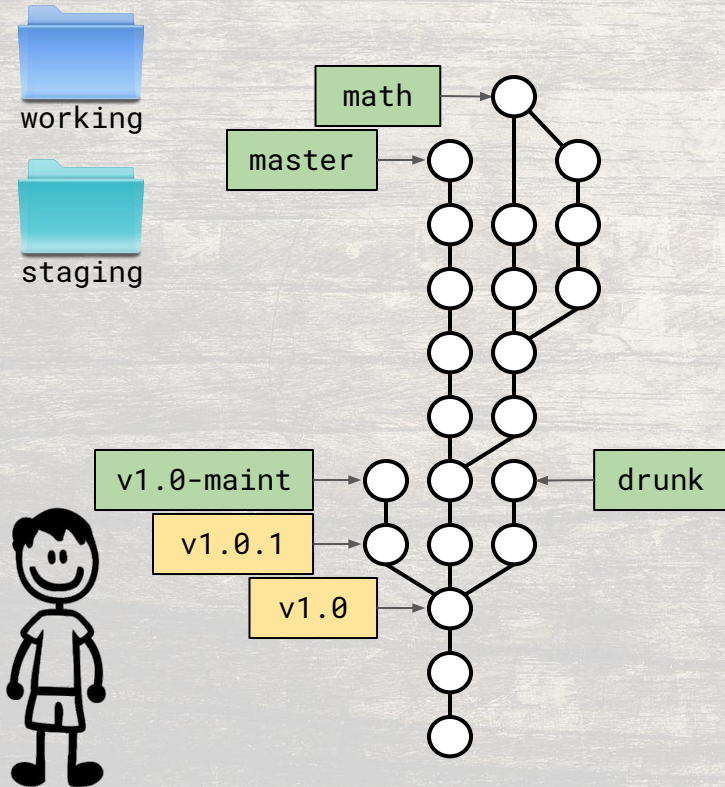 working
math
master
staging
v1.0-maint
drunk
v1.0.1
v1.0